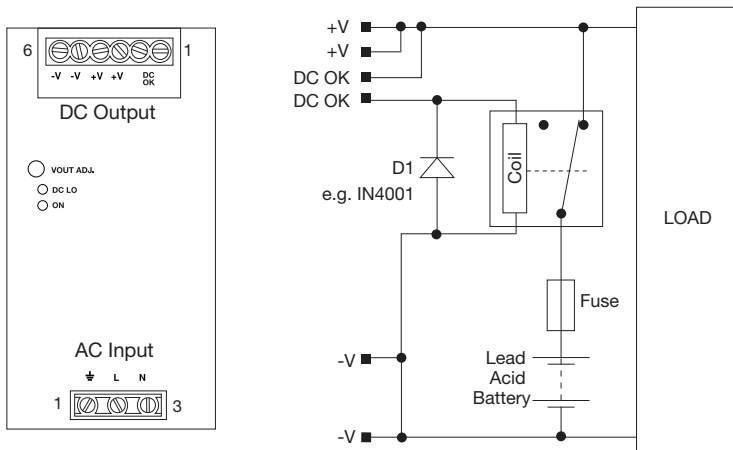 6
1
-V -V +V +V DC OK
DC Output
VOUT ADJ.
DC LO
ON
AC Input
L N
1
3
+V
+V
DC OK
DC OK
D1
e.g. IN4001
Coil
LOAD
Fuse
-V
Lead
Acid
Battery
-V